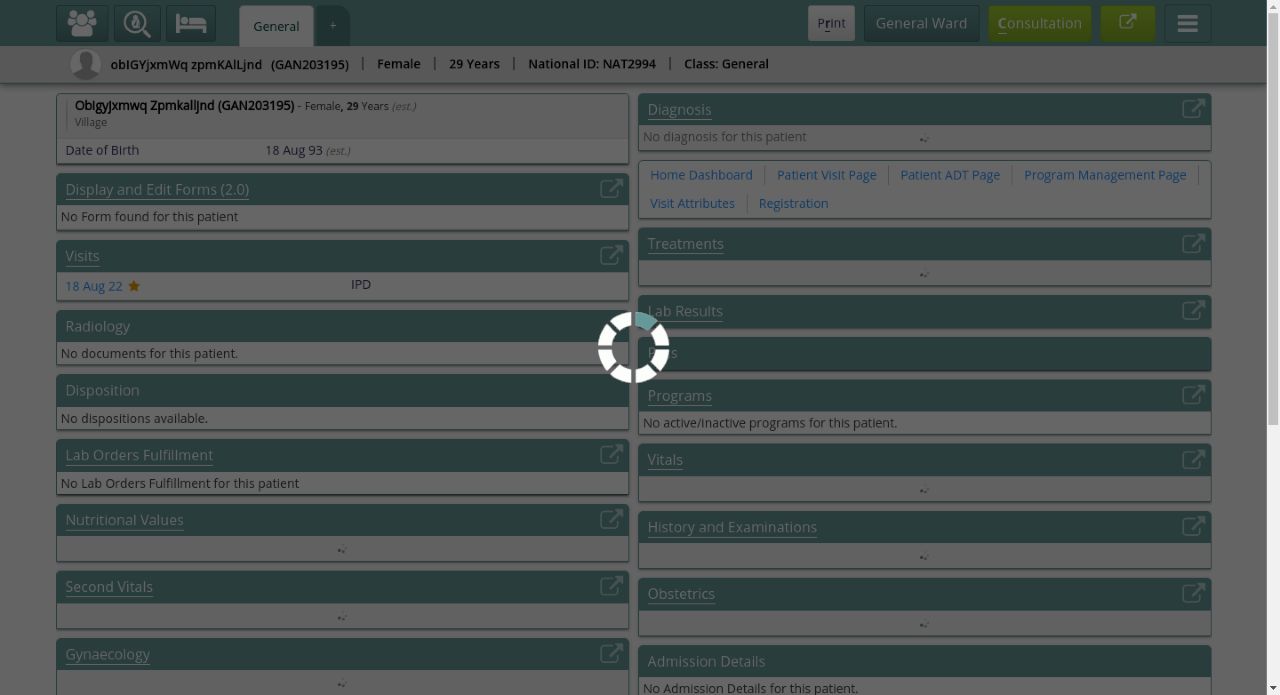 General
+
Print
General Ward
Consultation
obIGYjxmWq zpmKAlLjnd (GAN203195) | Female | 29 Years | National ID: NAT2994 | Class: General
Obigyjxmwq Zpmkalljnd (GAN203195) - Female, 29 Years (est.)
Village
Date of Birth 18 Aug 93 (est.)
Display and Edit Forms (2.0)
No Form found for this patient
Visits
18 Aug 22 IPD
Radiology
No documents for this patient.
Disposition
No dispositions available.
Lab Orders Fulfillment
No Lab Orders Fulfillment for this patient
Nutritional Values
Second Vitals
Gynaecology
Diagnosis
No diagnosis for this patient
Home Dashboard | Patient Visit Page | Patient ADT Page | Program Management Page |
Visit Attributes | Registration
Treatments
Lab Results
Programs
No active/inactive programs for this patient.
Vitals
History and Examinations
Obstetrics
Admission Details
No Admission Details for this patient.